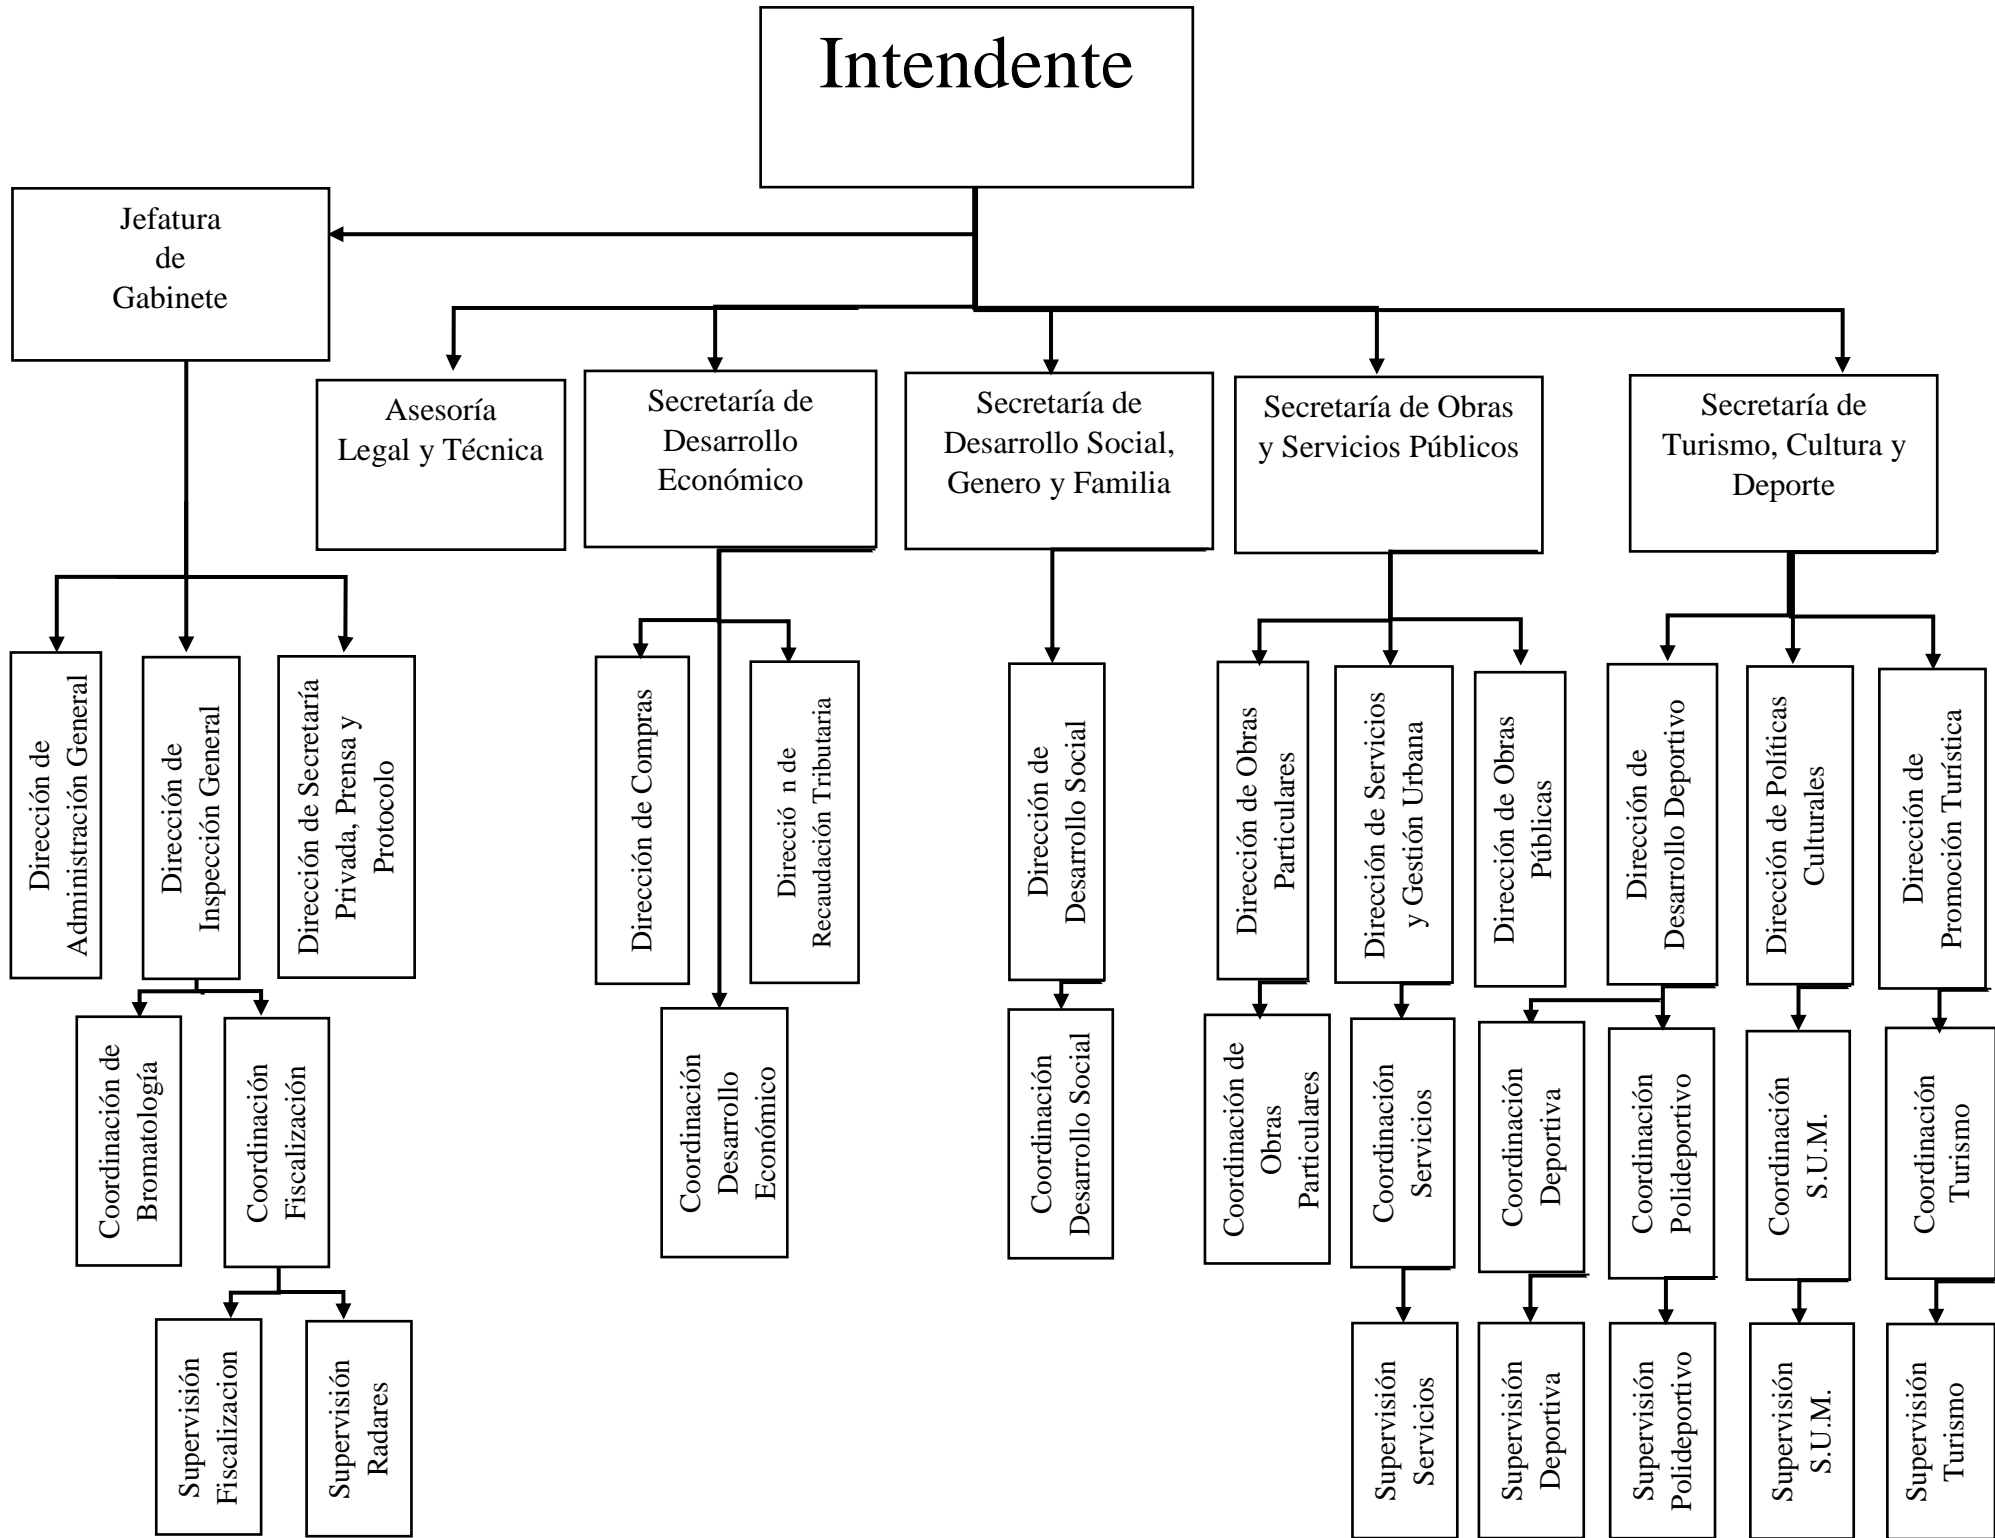 Intendente
Jefatura
de
Gabinete
Asesoría
Legal y Técnica
Secretaría de
Desarrollo
Económico
Secretaría de
Desarrollo Social,
Genero y Familia
Secretaría de Obras
y Servicios Públicos
Secretaría de
Turismo, Cultura y
Deporte
Dirección de
Administración General
Dirección de
Inspección General
Dirección de Secretaría
Privada, Prensa y
Protocolo
Dirección de Compras
Direcció n de
Recaudación Tributaria
Dirección de
Desarrollo Social
Dirección de Obras
Particulares
Dirección de Servicios
y Gestión Urbana
Dirección de Obras
Públicas
Dirección de
Desarrollo Deportivo
Dirección de Políticas
Culturales
Dirección de
Promoción Turística
Coordinación de
Bromatología
Coordinación
Fiscalización
Coordinación
Desarrollo
Económico
Coordinación
Desarrollo Social
Coordinación de
Obras
Particulares
Coordinación
Servicios
Coordinación
Deportiva
Coordinación
Polideportivo
Coordinación
S.U.M.
Coordinación
Turismo
Supervisión
Fiscalizacion
Supervisión
Radares
Supervisión
Servicios
Supervisión
Deportiva
Supervisión
Polideportivo
Supervisión
S.U.M.
Supervisión
Turismo